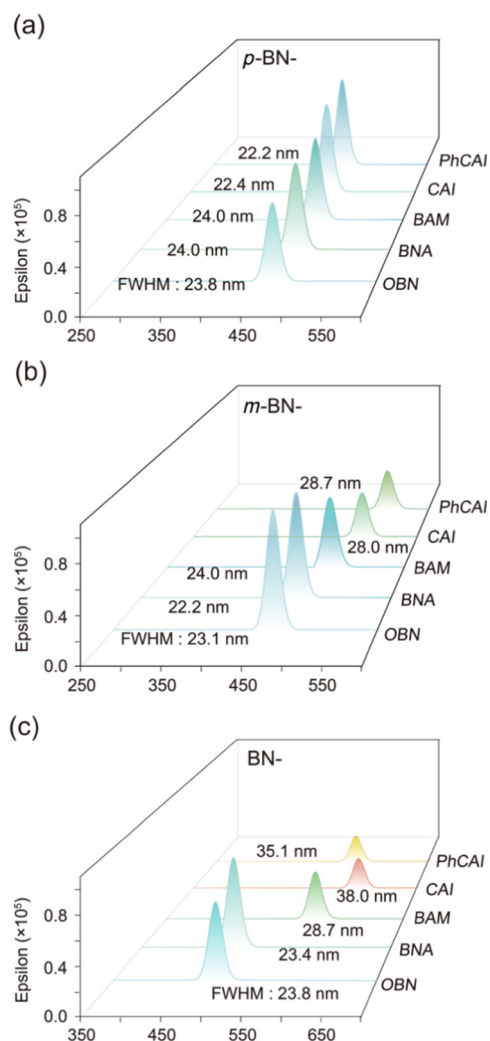 (a)
p-BN-
22.2 nm
PhCAI
22.4 nm
CAI
0.8
24.0 nm
BAM
24.0 nm
BNA
0.4
FWHM : 23.8 nm
OBN
0.0
Epsilon (×10⁵)
250
350
450
550
(b)
m-BN-
28.7 nm
PhCAI
CAI
28.0 nm
0.8
24.0 nm
BAM
22.2 nm
BNA
0.4
FWHM : 23.1 nm
OBN
0.0
Epsilon (×10⁵)
250
350
450
550
(c)
BN-
35.1 nm
PhCAI
CAI
38.0 nm
0.8
BAM
28.7 nm
BNA
23.4 nm
0.4
OBN
FWHM : 23.8 nm
0.0
Epsilon (×10⁵)
350
450
550
650